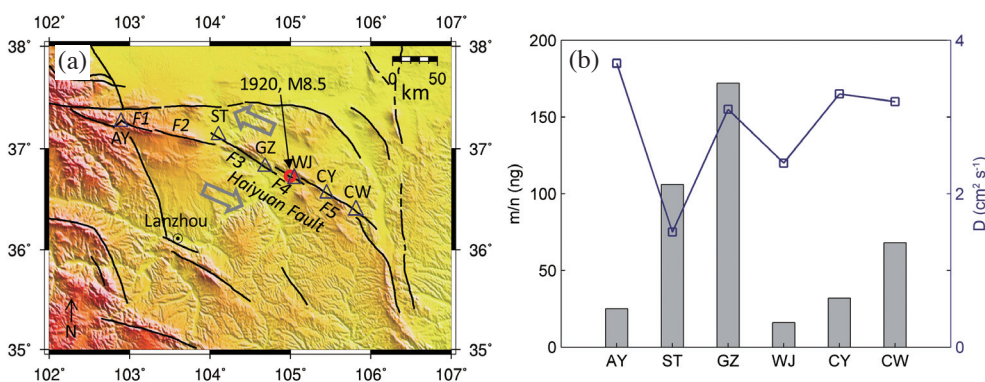 102˚ 103˚ 104˚ 105˚ 106˚ 107˚
38˚ 38˚
(a)
0 50
km
1920, M8.5
F1 F2 ST
AY
37˚ 37˚
GZ
WJ
F3 F4 CY CW
F5
Haiyuan Fault
Lanzhou
36˚ 36˚
N
35˚ 35˚
102˚ 103˚ 104˚ 105˚ 106˚ 107˚
(b)
200 4
150
100 2
50
0 0
m/n (ng)
D (cm² s⁻¹)
AY ST GZ WJ CY CW